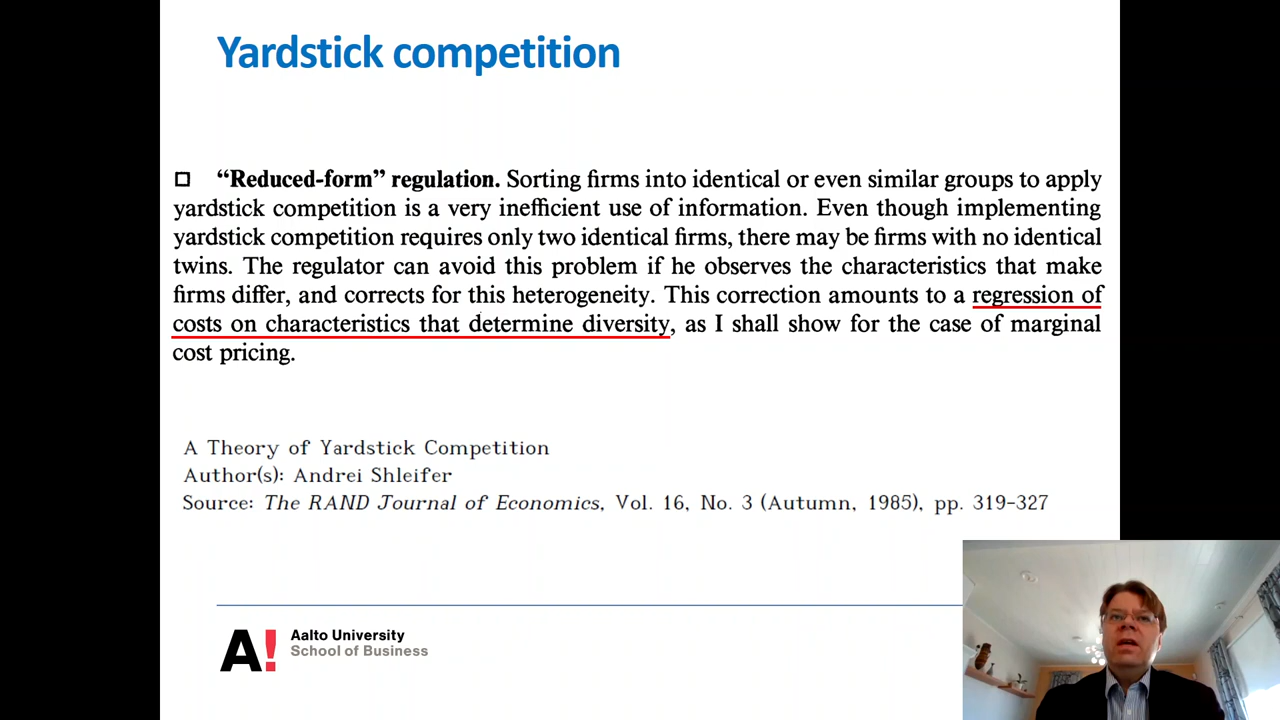 Yardstick competition
“Reduced-form” regulation. Sorting firms into identical or even similar groups to apply
yardstick competition is a very inefficient use of information. Even though implementing
yardstick competition requires only two identical firms, there may be firms with no identical
twins. The regulator can avoid this problem if he observes the characteristics that make
firms differ, and corrects for this heterogeneity. This correction amounts to a regression of
costs on characteristics that determine diversity, as I shall show for the case of marginal
cost pricing.
A Theory of Yardstick Competition
Author(s): Andrei Shleifer
Source: The RAND Journal of Economics, Vol. 16, No. 3 (Autumn, 1985), pp. 319-327
A!
Aalto University
School of Business